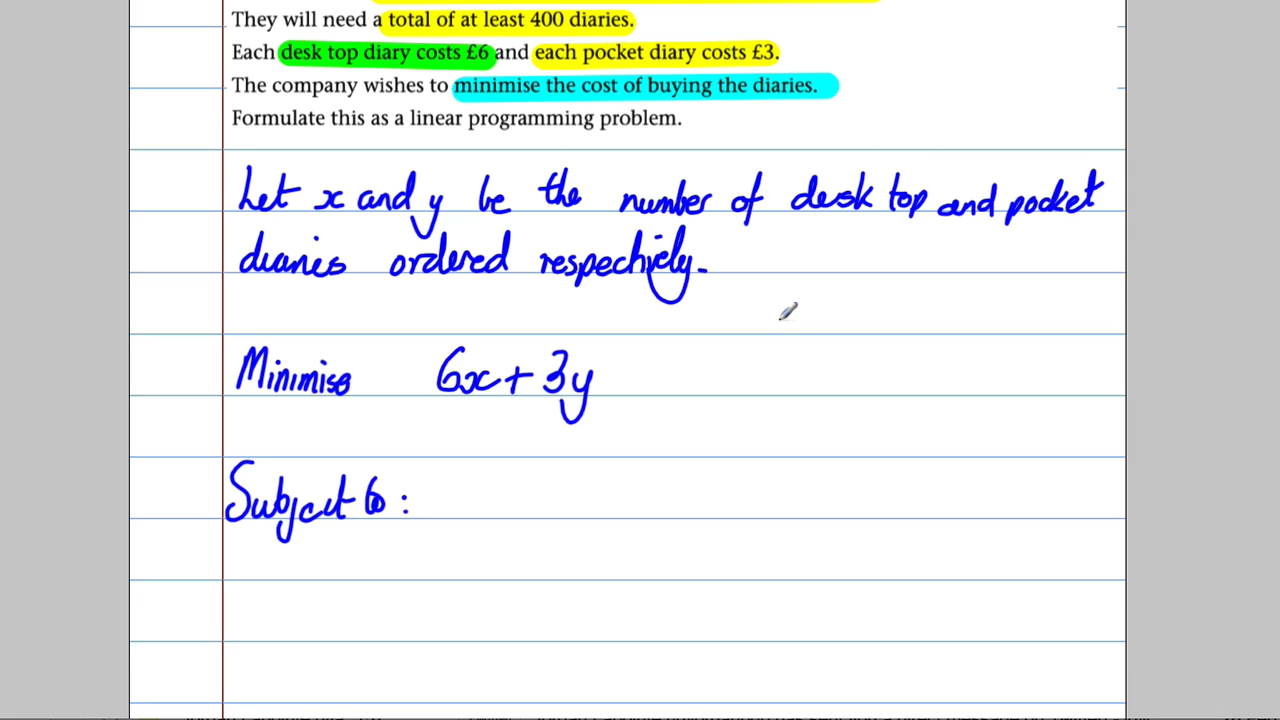 They will need a total of at least 400 diaries.
Each desk top diary costs £6 and each pocket diary costs £3.
The company wishes to minimise the cost of buying the diaries.
Formulate this as a linear programming problem.
Let x and y be the number of desk top and pocket
diaries ordered respectively.
Minimise 6x + 3y
Subject to :